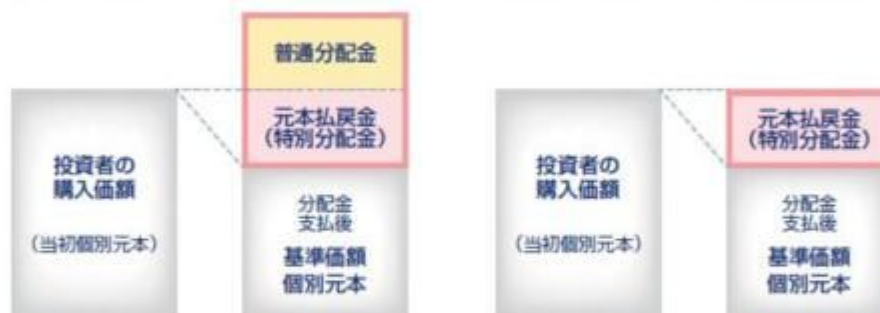 普通分配金
元本払戻金
(特別分配金)
投資者の
購入価額
(当初個別元本)
分配金
支払後
基準価額
個別元本
元本払戻金
(特別分配金)
投資者の
購入価額
(当初個別元本)
分配金
支払後
基準価額
個別元本